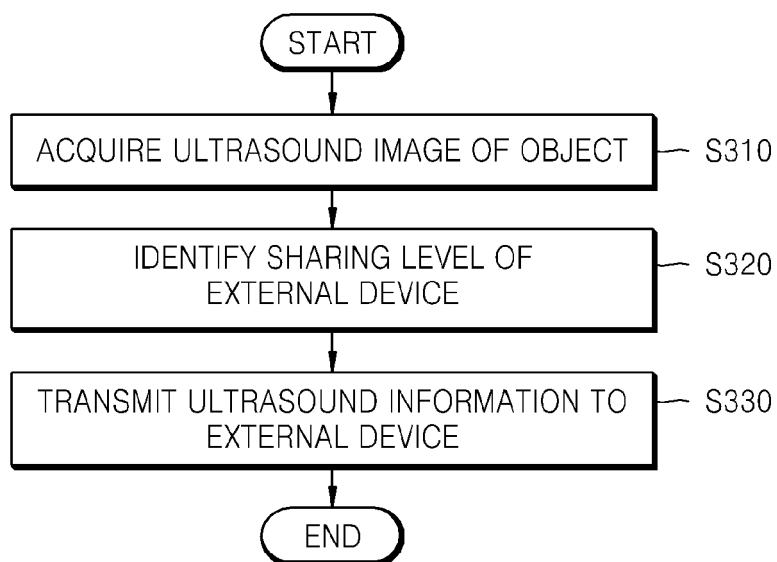 START
ACQUIRE ULTRASOUND IMAGE OF OBJECT
S310
IDENTIFY SHARING LEVEL OF
EXTERNAL DEVICE
S320
TRANSMIT ULTRASOUND INFORMATION TO
EXTERNAL DEVICE
S330
END